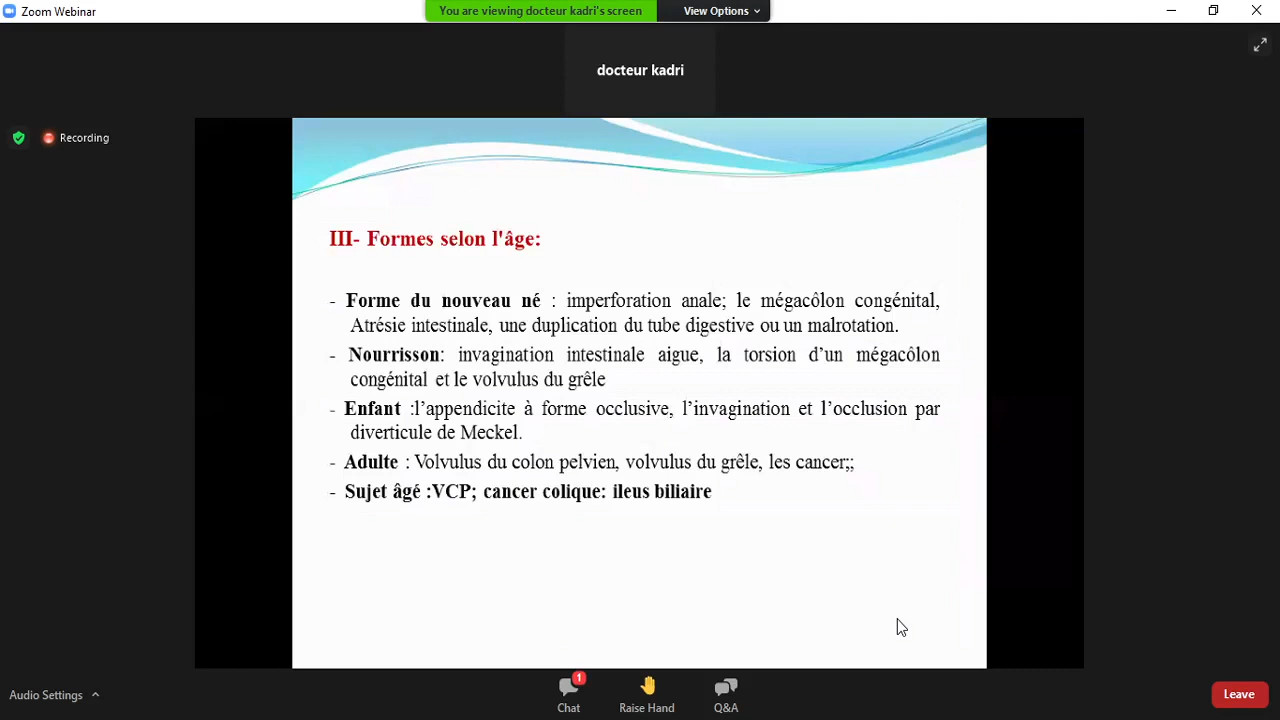 Zoom Webinar
You are viewing docteur kadri's screen
View Options
docteur kadri
Recording
III- Formes selon l'âge:
- Forme du nouveau né : imperforation anale; le mégacôlon congénital,
Atrésie intestinale, une duplication du tube digestive ou un malrotation.
- Nourrisson: invagination intestinale aigue, la torsion d’un mégacôlon
congénital et le volvulus du grêle
- Enfant :l’appendicite à forme occlusive, l’invagination et l’occlusion par
diverticule de Meckel.
- Adulte : Volvulus du colon pelvien, volvulus du grêle, les cancer;;
- Sujet âgé :VCP; cancer colique: ileus biliaire
Audio Settings
1
Chat
Raise Hand
Q&A
Leave